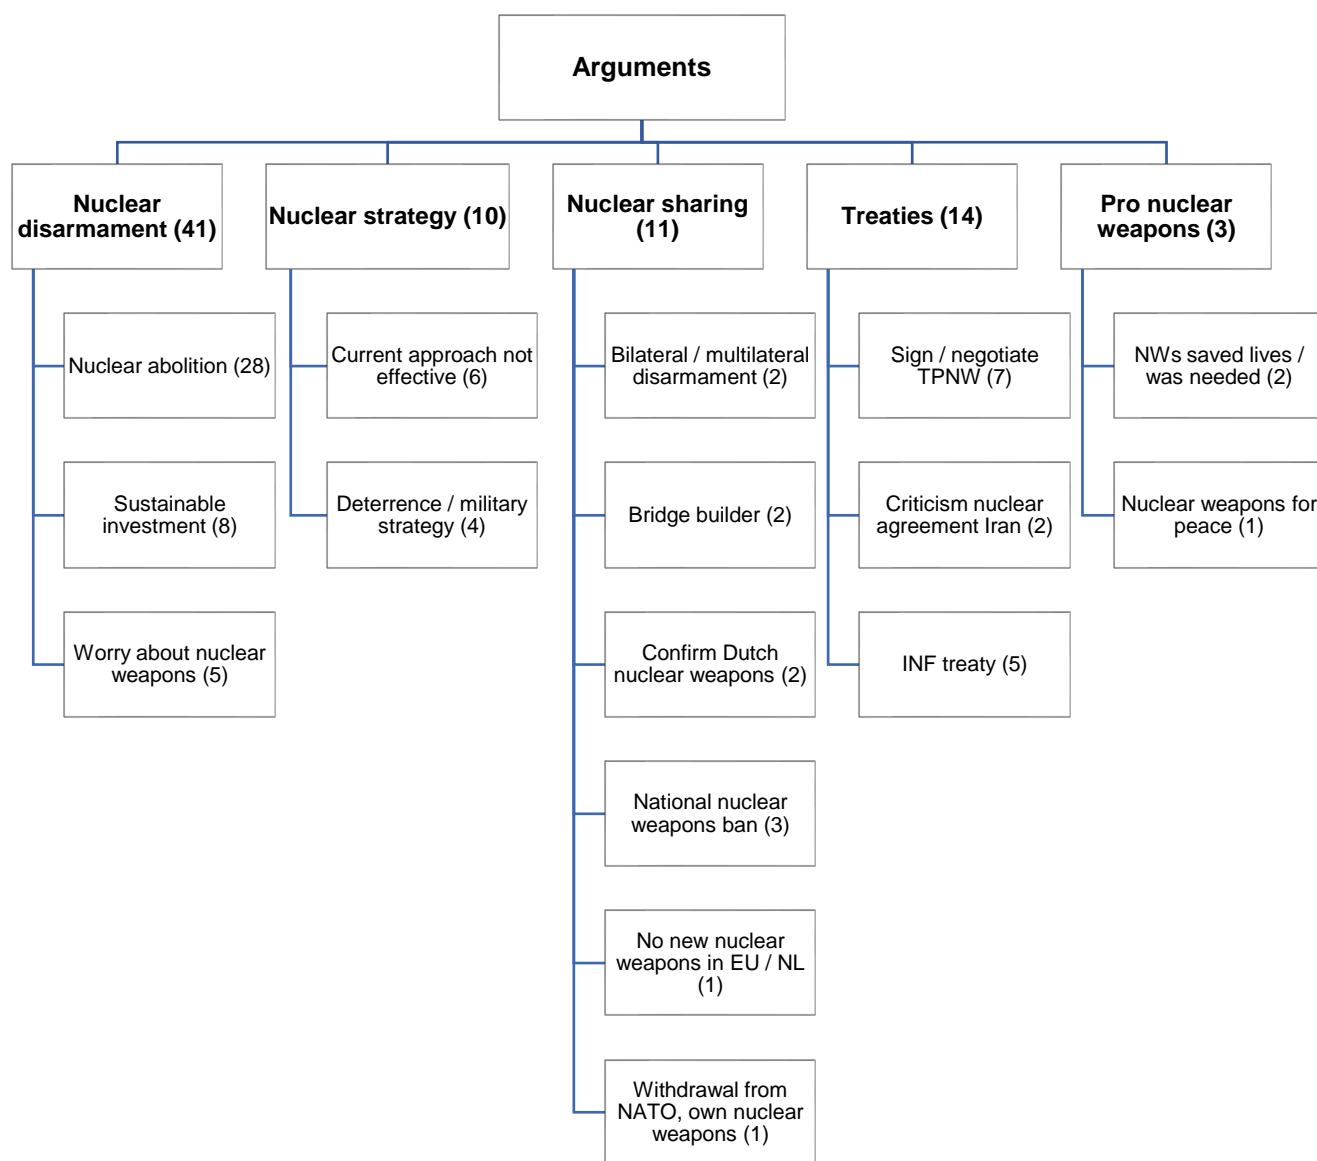 Arguments
Nuclear
disarmament (41)
Nuclear strategy (10)
Nuclear sharing
(11)
Treaties (14)
Pro nuclear
weapons (3)
Nuclear abolition (28)
Sustainable
investment (8)
Worry about nuclear
weapons (5)
Current approach not
effective (6)
Deterrence / military
strategy (4)
Bilateral / multilateral
disarmament (2)
Bridge builder (2)
Confirm Dutch
nuclear weapons (2)
National nuclear
weapons ban (3)
No new nuclear
weapons in EU / NL
(1)
Withdrawal from
NATO, own nuclear
weapons (1)
Sign / negotiate
TPNW (7)
Criticism nuclear
agreement Iran (2)
INF treaty (5)
NWs saved lives /
was needed (2)
Nuclear weapons for
peace (1)